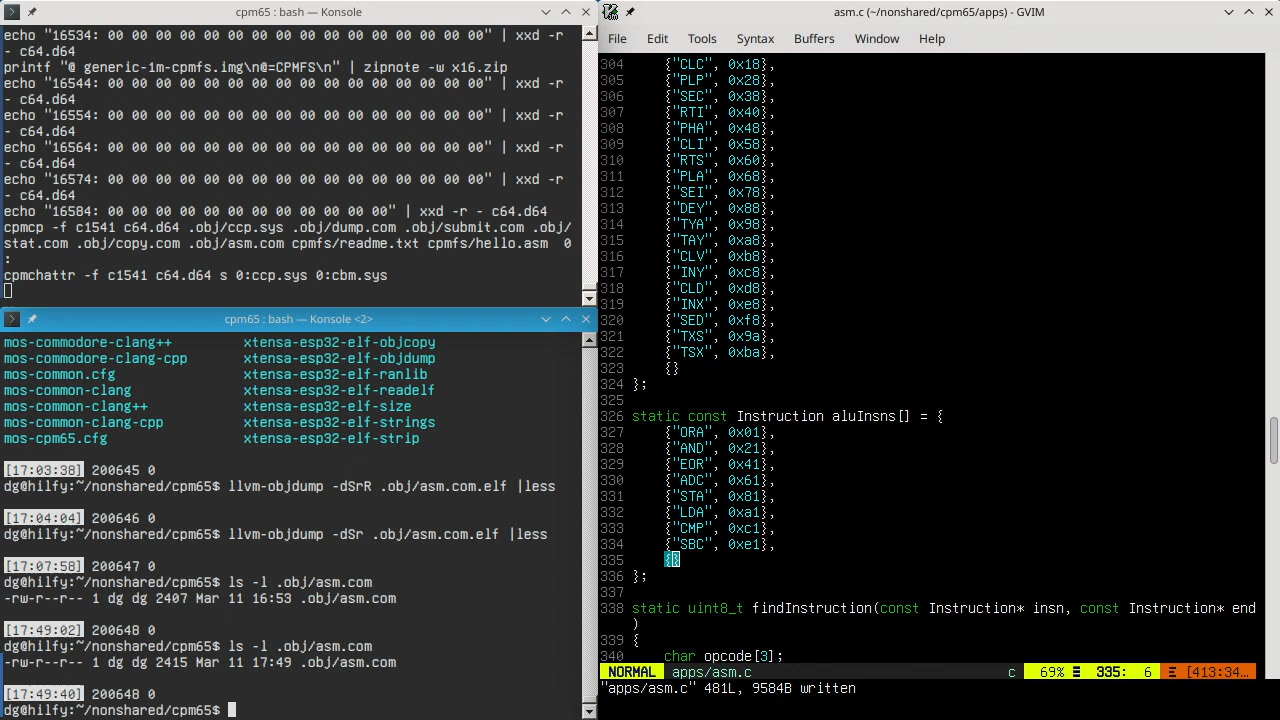 cpm65 : bash — Konsole
echo "16534: 00 00 00 00 00 00 00 00 00 00 00 00 00 00 00 00" | xxd -r
- c64.d64
printf "@ generic-1m-cpmfs.img\n@=CPMFS\n" | zipnote -w x16.zip
echo "16544: 00 00 00 00 00 00 00 00 00 00 00 00 00 00 00 00" | xxd -r
- c64.d64
echo "16554: 00 00 00 00 00 00 00 00 00 00 00 00 00 00 00 00" | xxd -r
- c64.d64
echo "16564: 00 00 00 00 00 00 00 00 00 00 00 00 00 00 00 00" | xxd -r
- c64.d64
echo "16574: 00 00 00 00 00 00 00 00 00 00 00 00 00 00 00 00" | xxd -r
- c64.d64
echo "16584: 00 00 00 00 00 00 00 00 00 00 00 00" | xxd -r - c64.d64
cpmcp -f c1541 c64.d64 .obj/ccp.sys .obj/dump.com .obj/submit.com .obj/
stat.com .obj/copy.com .obj/asm.com cpmfs/readme.txt cpmfs/hello.asm  0
:
cpmchattr -f c1541 c64.d64 s 0:ccp.sys 0:cbm.sys
cpm65 : bash — Konsole <2>
mos-commodore-clang++ xtensa-esp32-elf-objcopy
mos-commodore-clang-cpp xtensa-esp32-elf-objdump
mos-common.cfg xtensa-esp32-elf-ranlib
mos-common-clang xtensa-esp32-elf-readelf
mos-common-clang++ xtensa-esp32-elf-size
mos-common-clang-cpp xtensa-esp32-elf-strings
mos-cpm65.cfg xtensa-esp32-elf-strip
[17:03:38] 200645 0
dg@hilfy:~/nonshared/cpm65$ llvm-objdump -dSrR .obj/asm.com.elf |less
[17:04:04] 200646 0
dg@hilfy:~/nonshared/cpm65$ llvm-objdump -dSr .obj/asm.com.elf |less
[17:07:58] 200647 0
dg@hilfy:~/nonshared/cpm65$ ls -l .obj/asm.com
-rw-r--r-- 1 dg dg 2407 Mar 11 16:53 .obj/asm.com
[17:49:02] 200648 0
dg@hilfy:~/nonshared/cpm65$ ls -l .obj/asm.com
-rw-r--r-- 1 dg dg 2415 Mar 11 17:49 .obj/asm.com
[17:49:40] 200648 0
dg@hilfy:~/nonshared/cpm65$
asm.c (~/nonshared/cpm65/apps) - GVIM
File Edit Tools Syntax Buffers Window Help
304 {"CLC", 0x18},
305 {"PLP", 0x28},
306 {"SEC", 0x38},
307 {"RTI", 0x40},
308 {"PHA", 0x48},
309 {"CLI", 0x58},
310 {"RTS", 0x60},
311 {"PLA", 0x68},
312 {"SEI", 0x78},
313 {"DEY", 0x88},
314 {"TYA", 0x98},
315 {"TAY", 0xa8},
316 {"CLV", 0xb8},
317 {"INY", 0xc8},
318 {"CLD", 0xd8},
319 {"INX", 0xe8},
320 {"SED", 0xf8},
321 {"TXS", 0x9a},
322 {"TSX", 0xba},
323 {}
324 };
325
326 static const Instruction aluInsns[] = {
327 {"ORA", 0x01},
328 {"AND", 0x21},
329 {"EOR", 0x41},
330 {"ADC", 0x61},
331 {"STA", 0x81},
332 {"LDA", 0xa1},
333 {"CMP", 0xc1},
334 {"SBC", 0xe1},
335 {}
336 };
337
338 static uint8_t findInstruction(const Instruction* insn, const Instruction* end
)
339 {
340 char opcode[3];
NORMAL apps/asm.c c 69% ☰ 335: 6 Ξ [413:34…
"apps/asm.c" 481L, 9584B written